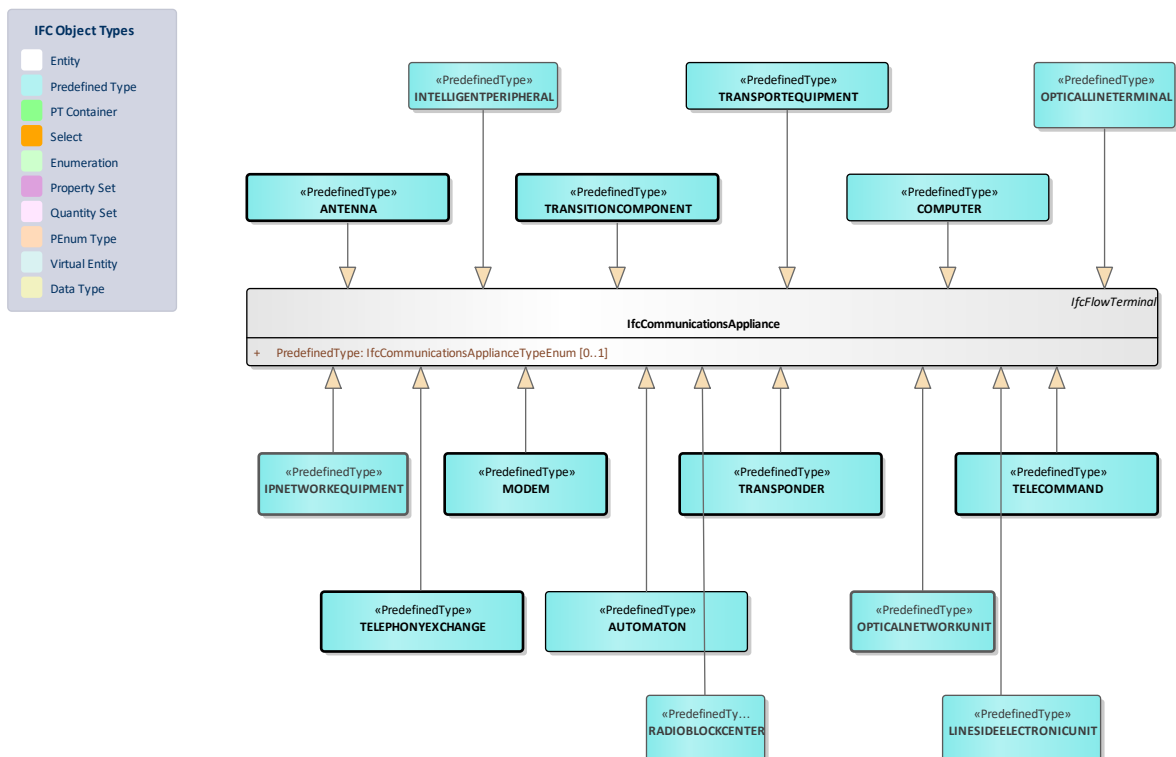 IFC Object Types
Entity
Predefined Type
PT Container
Select
Enumeration
Property Set
Quantity Set
PEnum Type
Virtual Entity
Data Type
«PredefinedType»
INTELLIGENTPERIPHERAL
«PredefinedType»
TRANSPORTEQUIPMENT
«PredefinedType»
OPTICALLINETERMINAL
«PredefinedType»
ANTENNA
«PredefinedType»
TRANSITIONCOMPONENT
«PredefinedType»
COMPUTER
IfcFlowTerminal
IfcCommunicationsAppliance
+ PredefinedType: IfcCommunicationsApplianceTypeEnum [0..1]
«PredefinedType»
IPNETWORKEQUIPMENT
«PredefinedType»
MODEM
«PredefinedType»
TRANSPONDER
«PredefinedType»
TELECOMMAND
«PredefinedType»
TELEPHONYEXCHANGE
«PredefinedType»
AUTOMATON
«PredefinedType»
OPTICALNETWORKUNIT
«PredefinedTy...
RADIOBLOCKCENTER
«PredefinedType»
LINESIDEELECTRONICUNIT